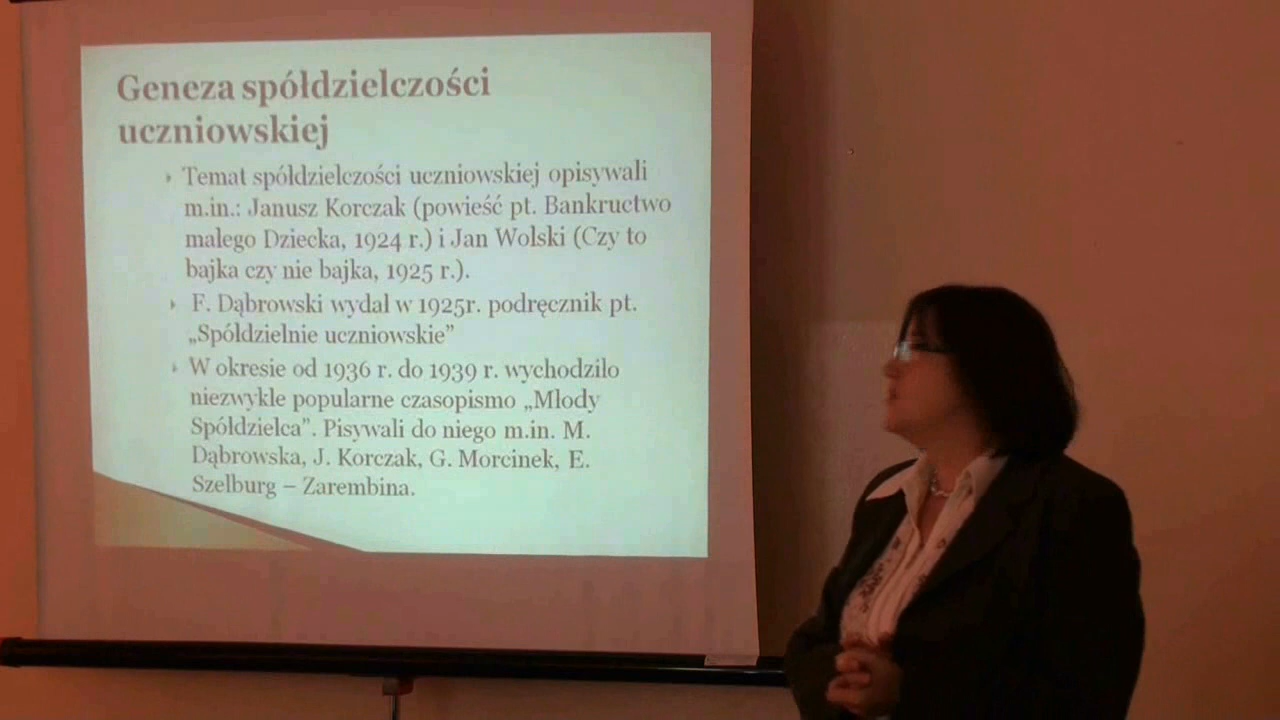 Geneza spółdzielczości
uczniowskiej
Temat spółdzielczości uczniowskiej opisywali
m.in.: Janusz Korczak (powieść pt. Bankructwo
małego Dziecka, 1924 r.) i Jan Wolski (Czy to
bajka czy nie bajka, 1925 r.).
F. Dąbrowski wydał w 1925r. podręcznik pt.
„Spółdzielnie uczniowskie”
W okresie od 1936 r. do 1939 r. wychodziło
niezwykłe popularne czasopismo „Młody
Spółdzielca”. Pisywali do niego m.in. M.
Dąbrowska, J. Korczak, G. Morcinek, E.
Szelburg – Zarembina.